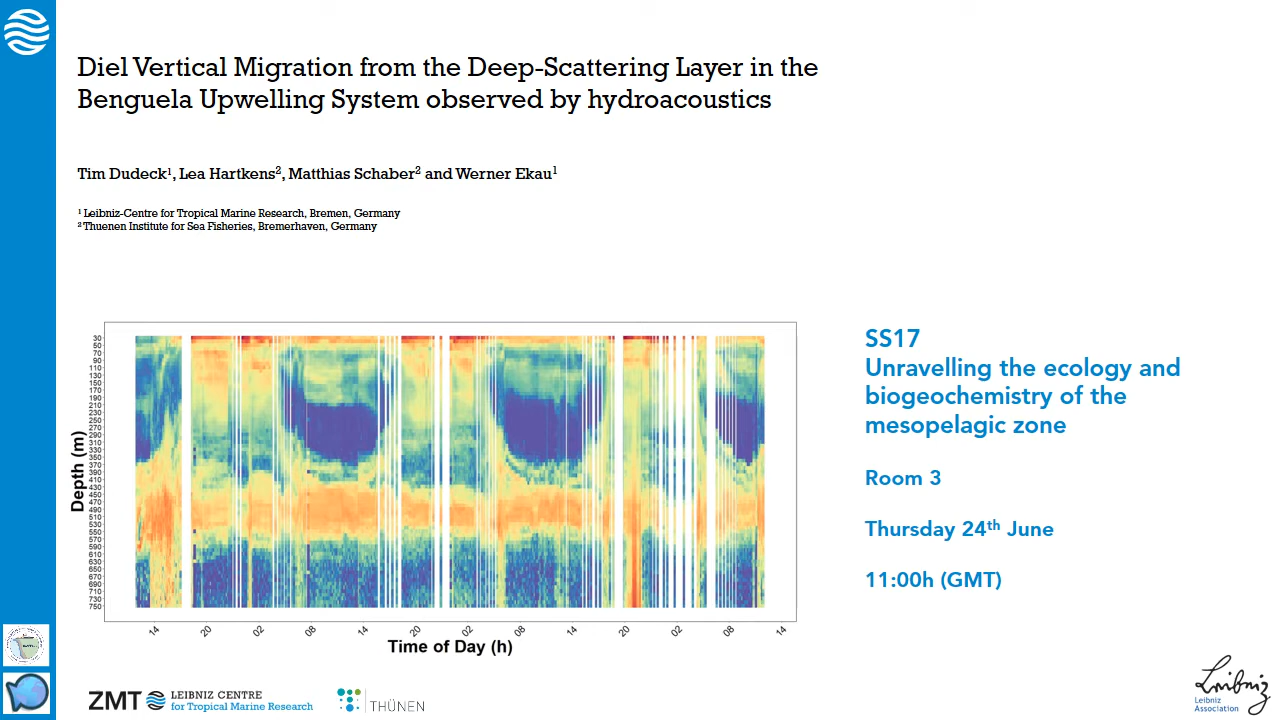 Diel Vertical Migration from the Deep-Scattering Layer in the
Benguela Upwelling System observed by hydroacoustics
Tim Dudeck¹, Lea Hartkens², Matthias Schaber² and Werner Ekau¹
¹ Leibniz-Centre for Tropical Marine Research, Bremen, Germany
² Thuenen Institute for Sea Fisheries, Bremerhaven, Germany
SS17
Unravelling the ecology and
biogeochemistry of the
mesopelagic zone
Room 3
Thursday 24th June
11:00h (GMT)
Depth (m)
30
50
70
90
110
130
150
170
190
210
230
250
270
290
310
330
350
370
390
410
430
450
470
490
510
530
550
570
590
610
630
650
670
690
710
730
750
14 20 02 08 14 20 02 08 14 20 02 08 14
Time of Day (h)
ZMT LEIBNIZ CENTRE
for Tropical Marine Research
THÜNEN
Leibniz
Leibniz
Association